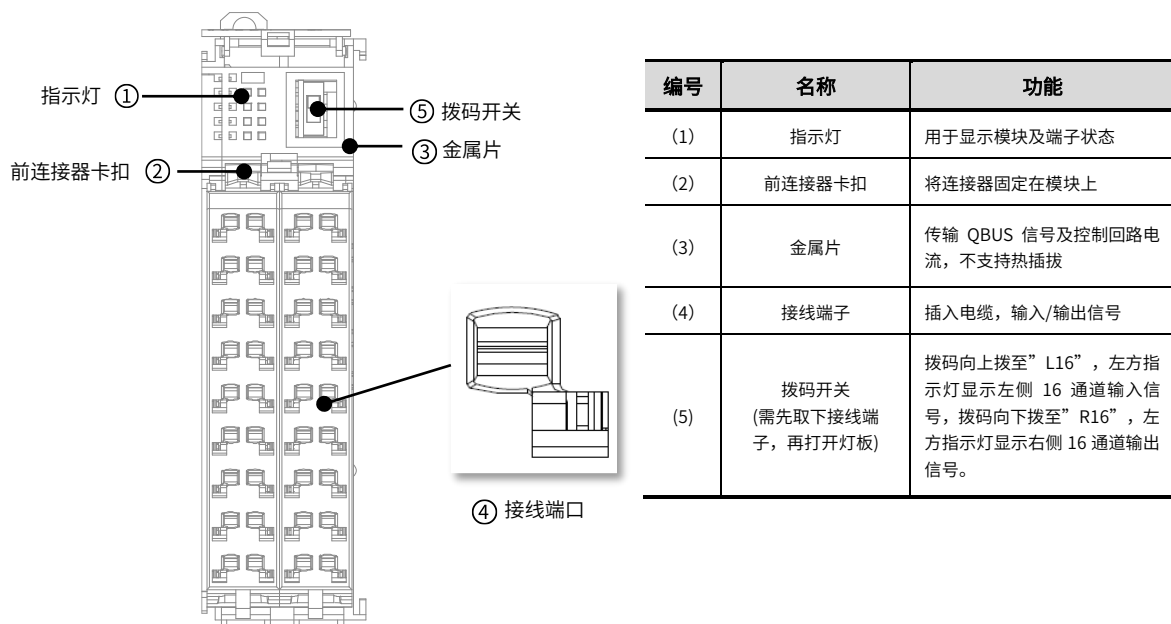 指示灯 ①
⑤ 拨码开关
③ 金属片
前连接器卡扣 ②
④ 接线端口
编号 名称 功能
（1） 指示灯 用于显示模块及端子状态
（2） 前连接器卡扣 将连接器固定在模块上
（3） 金属片 传输 QBUS 信号及控制回路电
流，不支持热插拔
（4） 接线端子 插入电缆，输入/输出信号
（5） 拨码开关
(需先取下接线端
子，再打开灯板)
拨码向上拨至”L16”，左方指
示灯显示左侧 16 通道输入信
号，拨码向下拨至”R16”，左
方指示灯显示右侧 16 通道输出
信号。